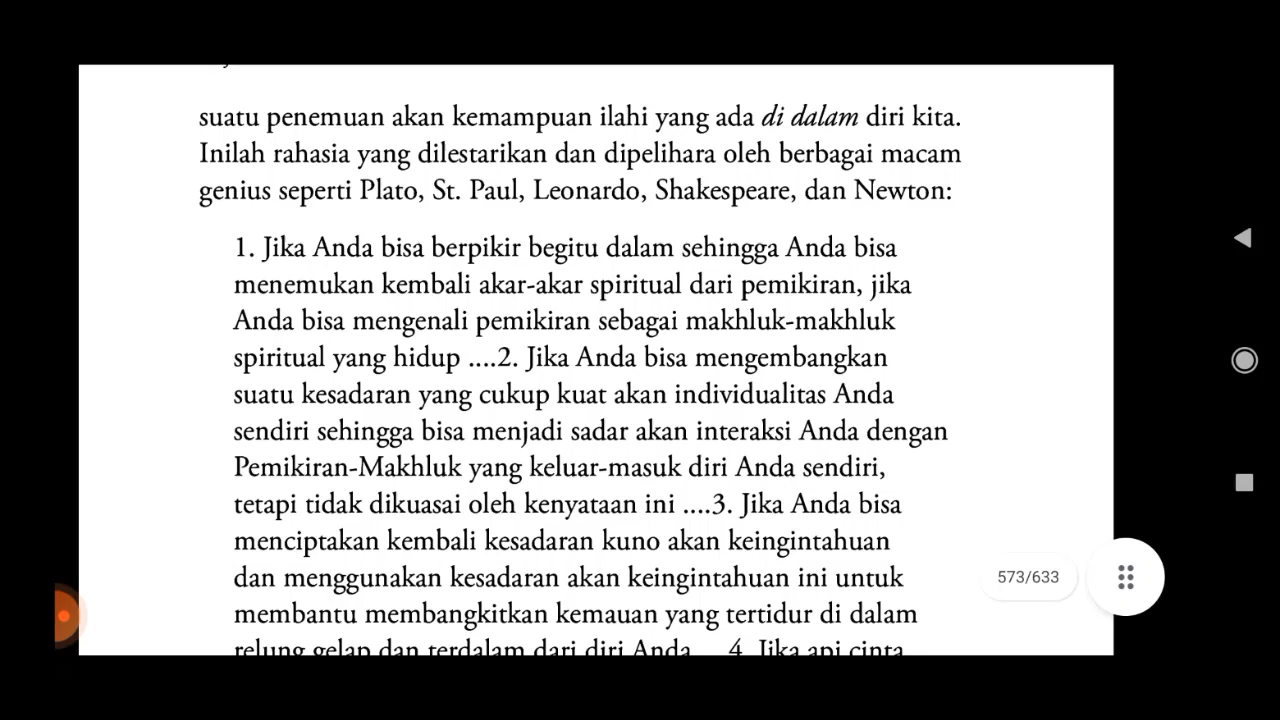 suatu penemuan akan kemampuan ilahi yang ada di dalam diri kita.
Inilah rahasia yang dilestarikan dan dipelihara oleh berbagai macam
genius seperti Plato, St. Paul, Leonardo, Shakespeare, dan Newton:
1. Jika Anda bisa berpikir begitu dalam sehingga Anda bisa
menemukan kembali akar-akar spiritual dari pemikiran, jika
Anda bisa mengenali pemikiran sebagai makhluk-makhluk
spiritual yang hidup ....2. Jika Anda bisa mengembangkan
suatu kesadaran yang cukup kuat akan individualitas Anda
sendiri sehingga bisa menjadi sadar akan interaksi Anda dengan
Pemikiran-Makhluk yang keluar-masuk diri Anda sendiri,
tetapi tidak dikuasai oleh kenyataan ini ....3. Jika Anda bisa
menciptakan kembali kesadaran kuno akan keingintahuan
dan menggunakan kesadaran akan keingintahuan ini untuk
membantu membangkitkan kemauan yang tertidur di dalam
relung gelap dan terdalam dari diri Anda ....4. Jika api cinta
573/633